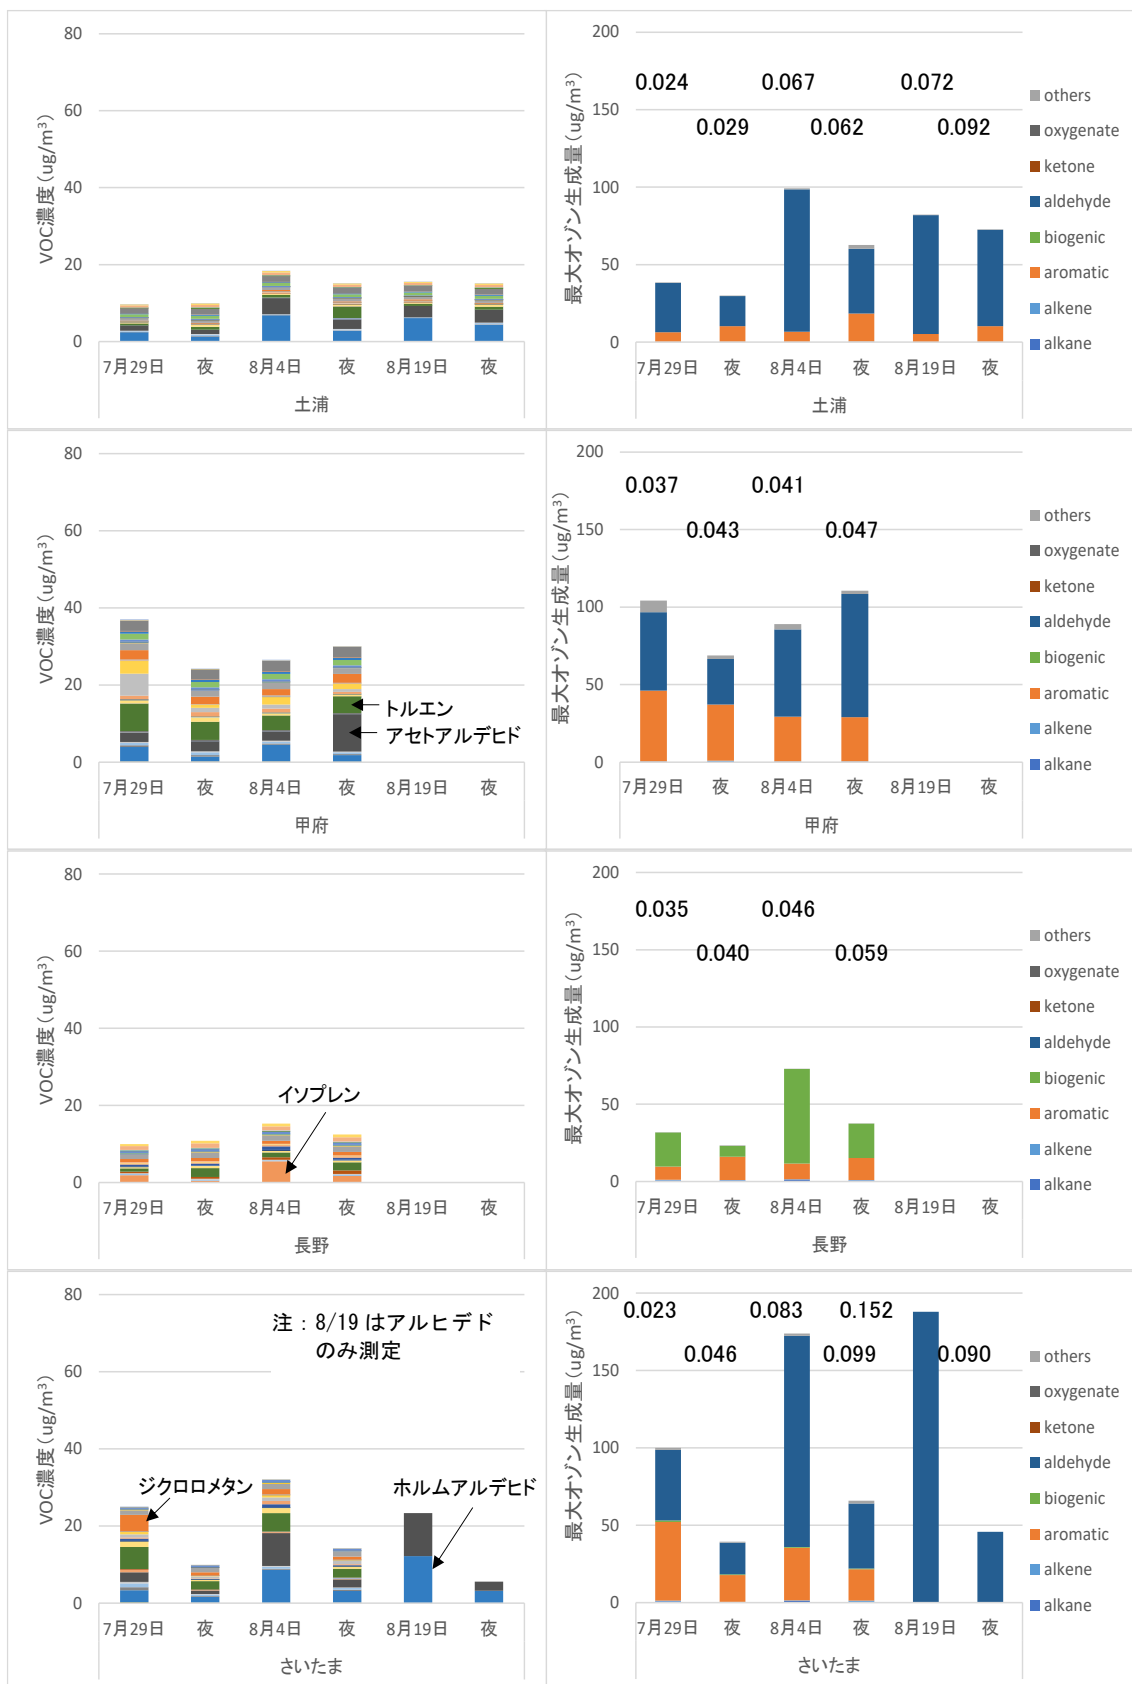 VOC濃度(ug/m³)
80
60
40
20
0
7月29日 夜 8月4日 夜 8月19日 夜
土浦
最大オゾン生成量(ug/m³)
200
150
100
50
0
0.024 0.067 0.072
0.029 0.062 0.092
7月29日 夜 8月4日 夜 8月19日 夜
土浦
others
oxygenate
ketone
aldehyde
biogenic
aromatic
alkene
alkane
VOC濃度(ug/m³)
80
60
40
20
0
トルエン
アセトアルデヒド
7月29日 夜 8月4日 夜 8月19日 夜
甲府
最大オゾン生成量(ug/m³)
200
150
100
50
0
0.037 0.041
0.043 0.047
7月29日 夜 8月4日 夜 8月19日 夜
甲府
others
oxygenate
ketone
aldehyde
biogenic
aromatic
alkene
alkane
VOC濃度(ug/m³)
80
60
40
20
0
イソプレン
7月29日 夜 8月4日 夜 8月19日 夜
長野
最大オゾン生成量(ug/m³)
200
150
100
50
0
0.035 0.046
0.040 0.059
7月29日 夜 8月4日 夜 8月19日 夜
長野
others
oxygenate
ketone
aldehyde
biogenic
aromatic
alkene
alkane
VOC濃度(ug/m³)
80
60
40
20
0
注：8/19 はアルヒデド
のみ測定
ジクロロメタン
ホルムアルデヒド
7月29日 夜 8月4日 夜 8月19日 夜
さいたま
最大オゾン生成量(ug/m³)
200
150
100
50
0
0.023 0.083 0.152
0.046 0.099 0.090
7月29日 夜 8月4日 夜 8月19日 夜
さいたま
others
oxygenate
ketone
aldehyde
biogenic
aromatic
alkene
alkane